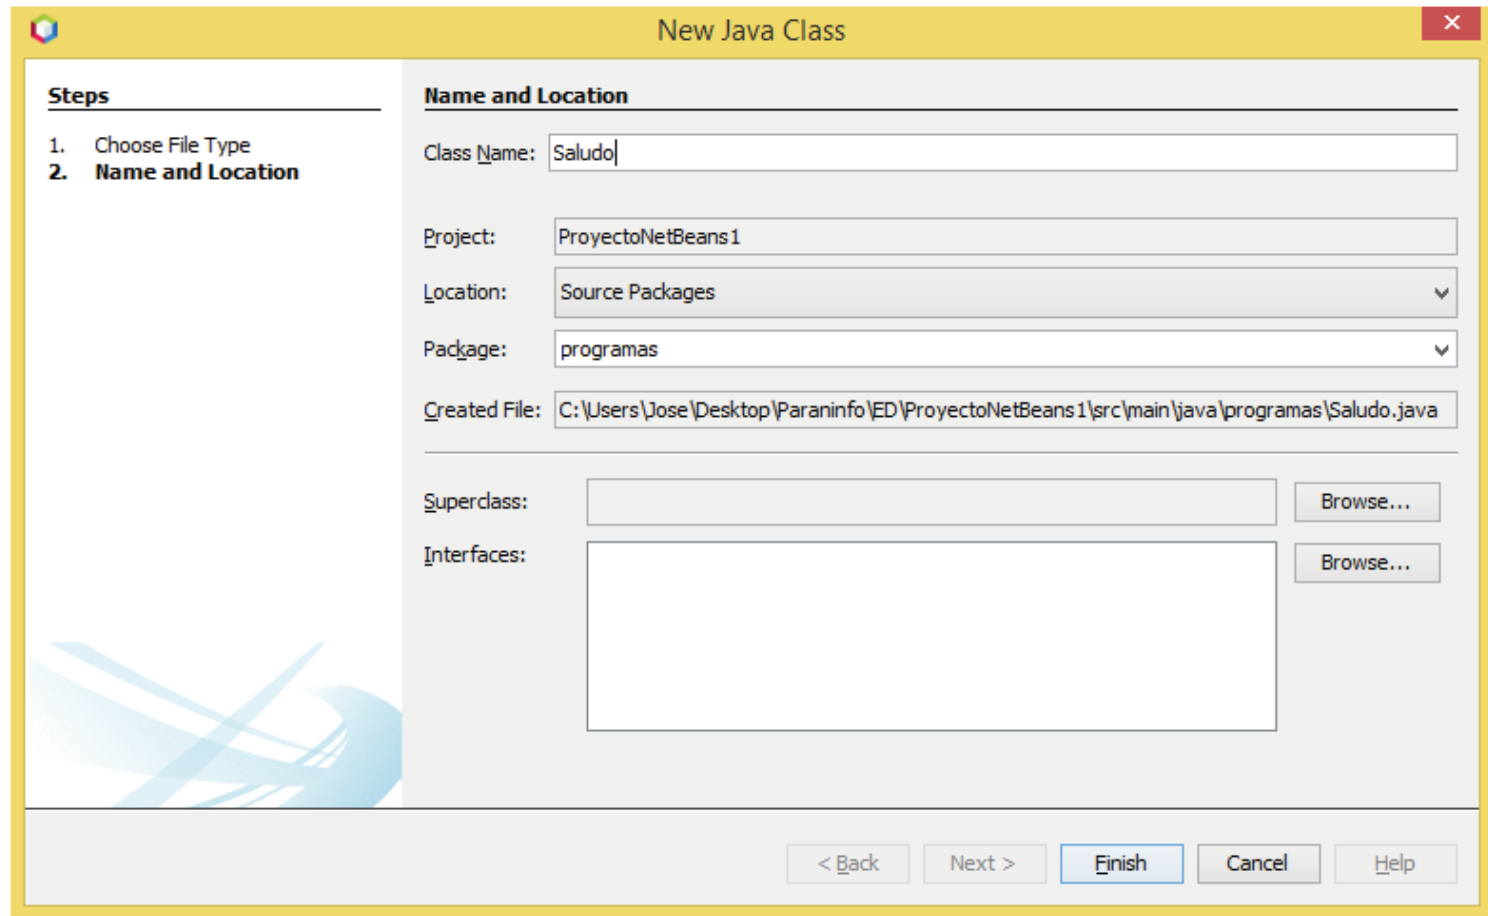 New Java Class
Steps
1. Choose File Type
2. Name and Location
Name and Location
Class Name: Saludo
Project: ProyectoNetBeans1
Location: Source Packages
Package: programas
Created File: C:\Users\Jose\Desktop\Paraninfo\ED\ProyectoNetBeans1\src\main\java\programas\Saludo.java
Superclass: Browse...
Interfaces: Browse...
< Back Next > Finish Cancel Help